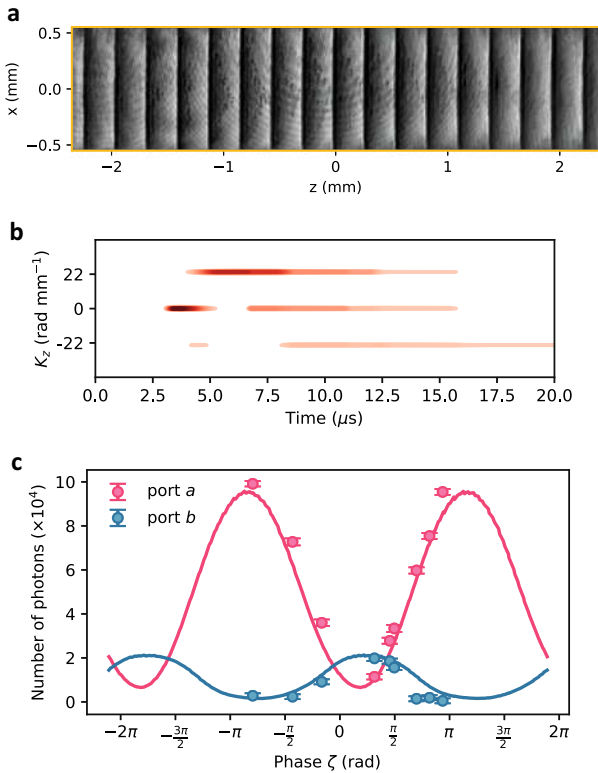 a
0.5
0.0
−0.5
x (mm)
−2
−1
0
1
2
z (mm)
b
22
0
-22
K_z (rad mm⁻¹)
0.0
2.5
5.0
7.5
10.0
12.5
15.0
17.5
20.0
Time (μs)
c
10
8
6
4
2
0
Number of photons (×10⁴)
port a
port b
−2π
−3π/2
−π
−π/2
0
π/2
π
3π/2
2π
Phase ζ (rad)